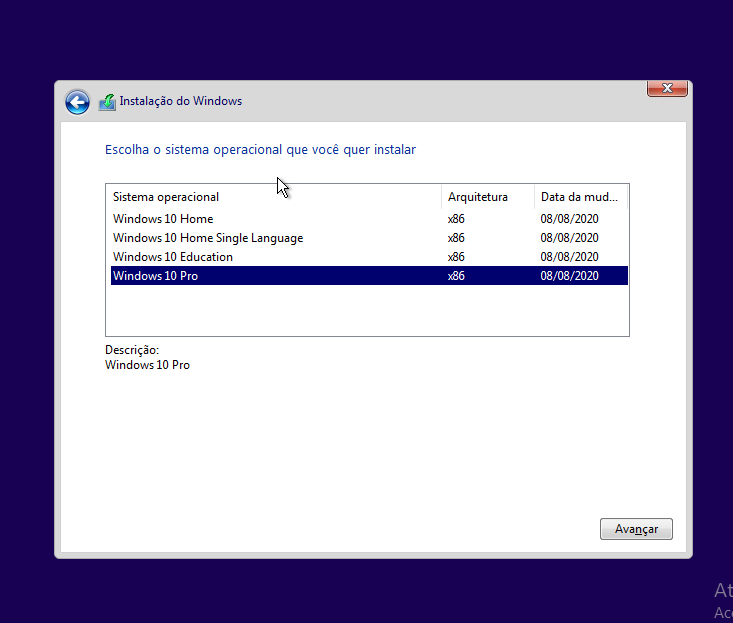 Instalação do Windows
Escolha o sistema operacional que você quer instalar
Sistema operacional Arquitetura Data da mud...
Windows 10 Home x86 08/08/2020
Windows 10 Home Single Language x86 08/08/2020
Windows 10 Education x86 08/08/2020
Windows 10 Pro x86 08/08/2020
Descrição:
Windows 10 Pro
Avançar
At
Ace